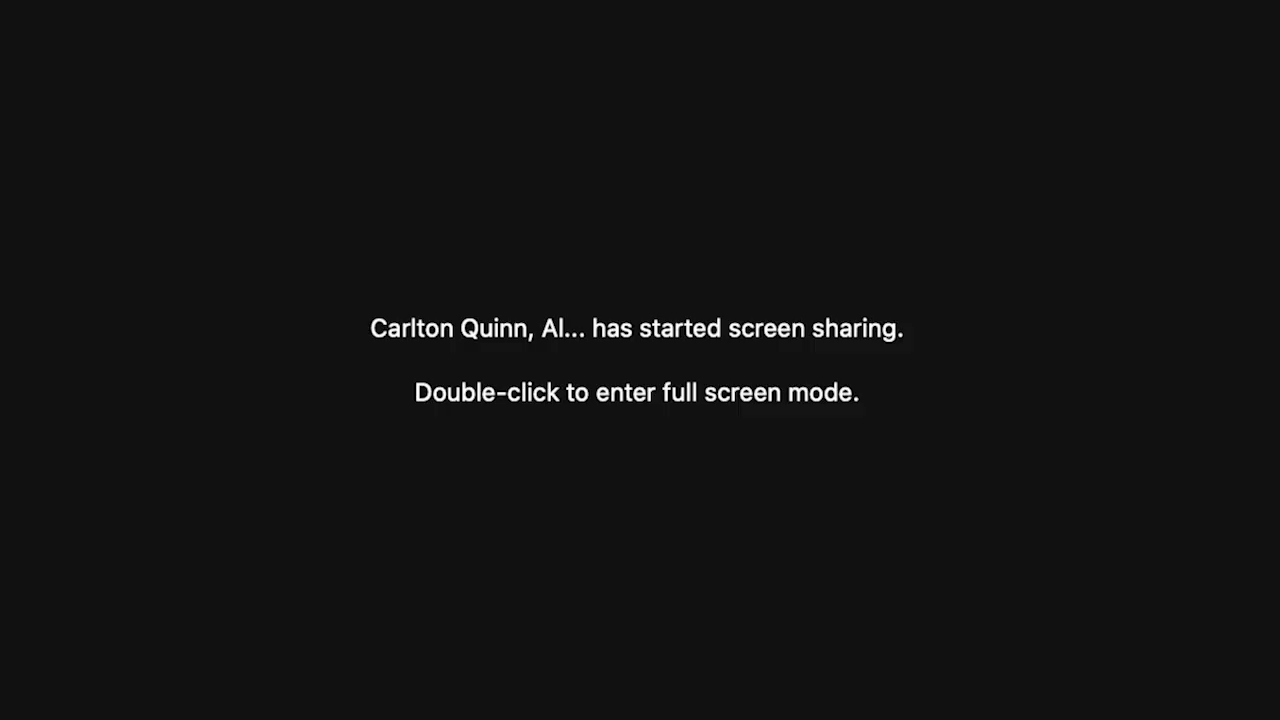 Carlton Quinn, Al... has started screen sharing.
Double-click to enter full screen mode.